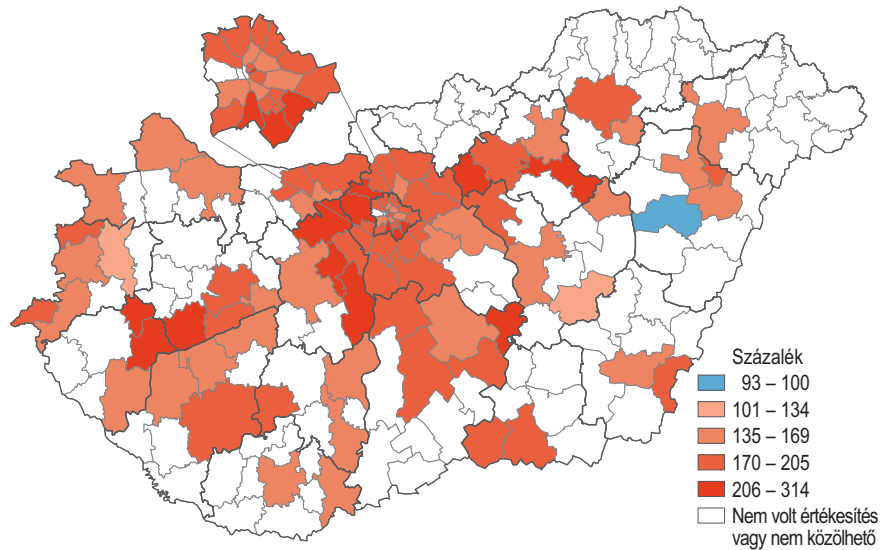 Százalék
93 – 100
101 – 134
135 – 169
170 – 205
206 – 314
Nem volt értékesítés
vagy nem közölhető